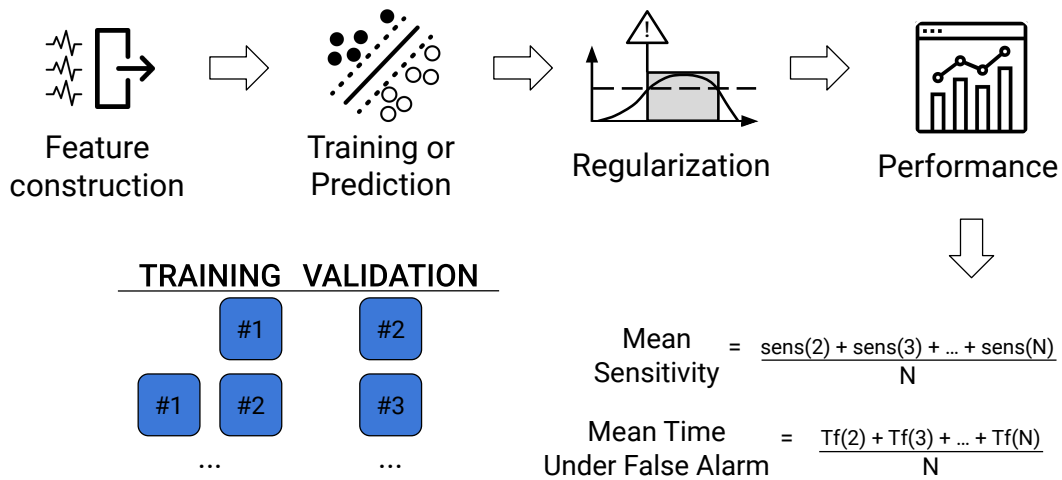 !
Feature
construction
Training or
Prediction
Regularization
Performance
TRAINING VALIDATION
#1 #2
#1 #2 #3
... ...
Mean
Sensitivity
= sens(2) + sens(3) + ... + sens(N)
N
Mean Time
Under False Alarm
= Tf(2) + Tf(3) + ... + Tf(N)
N